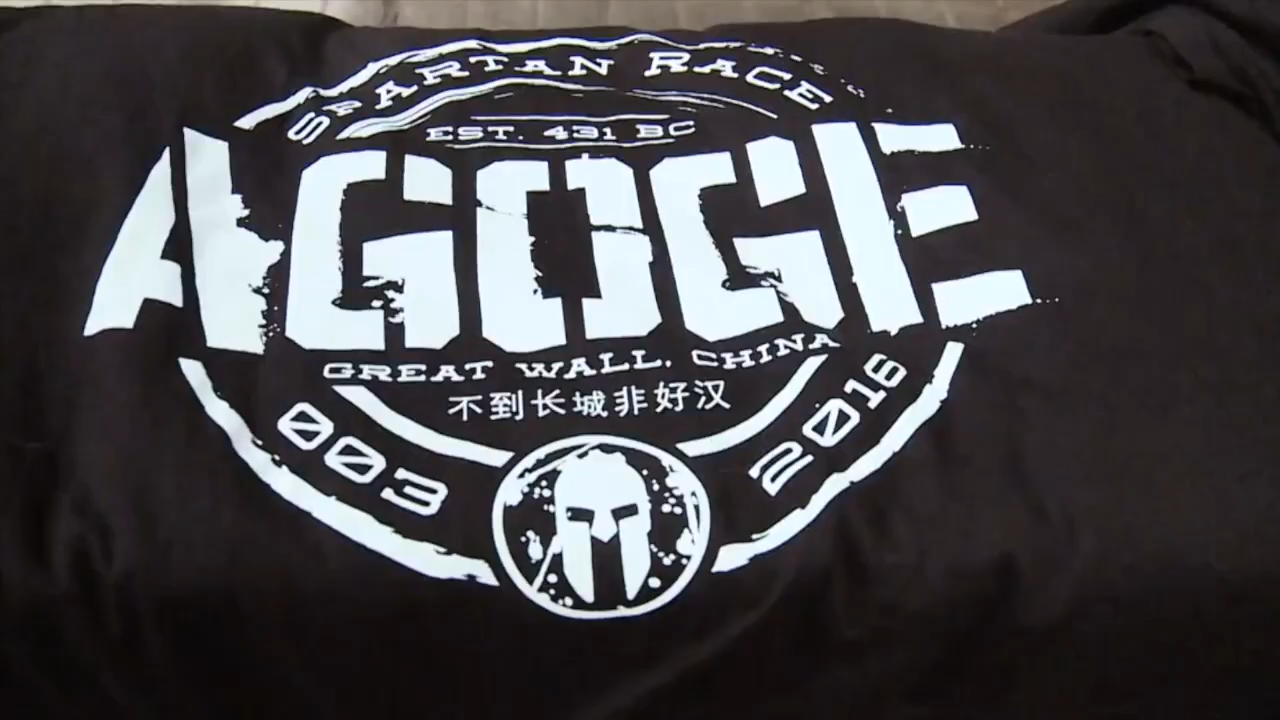 SPARTAN RACE
EST. 431 BC
AGOGE
GREAT WALL, CHINA
不到长城非好汉
003
2016